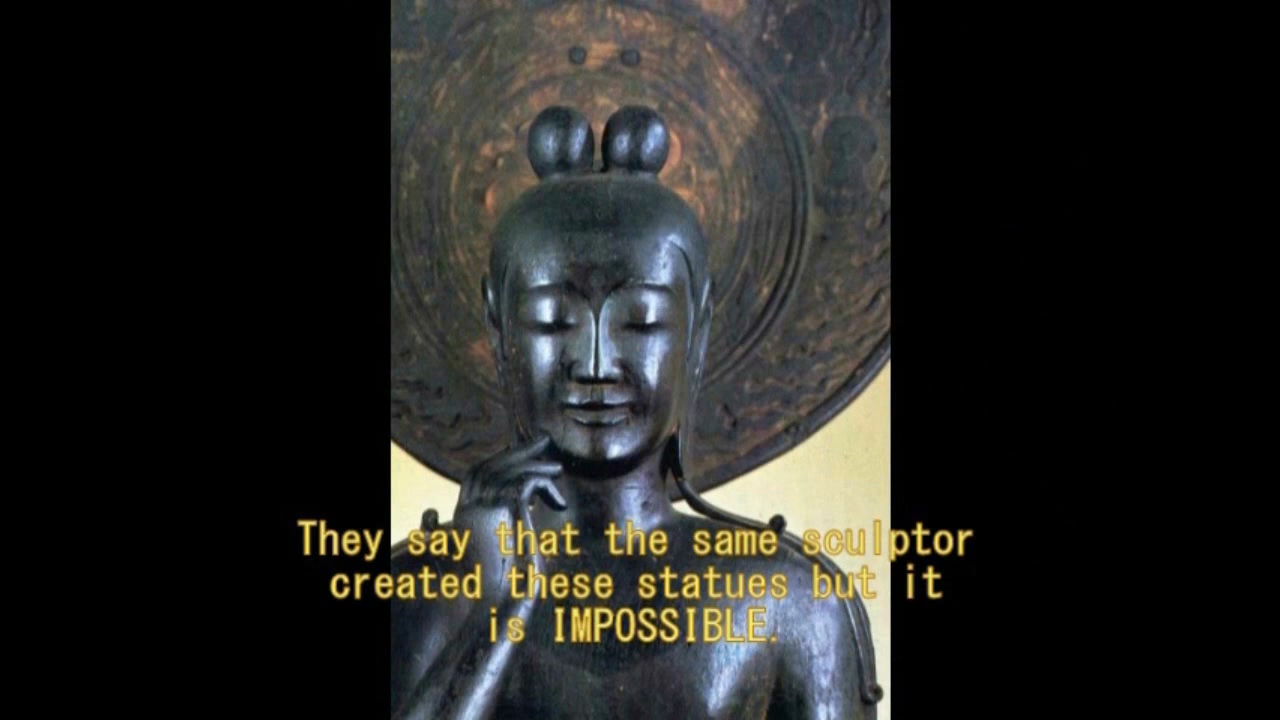 They say that the same sculptor
created these statues but it
is IMPOSSIBLE.